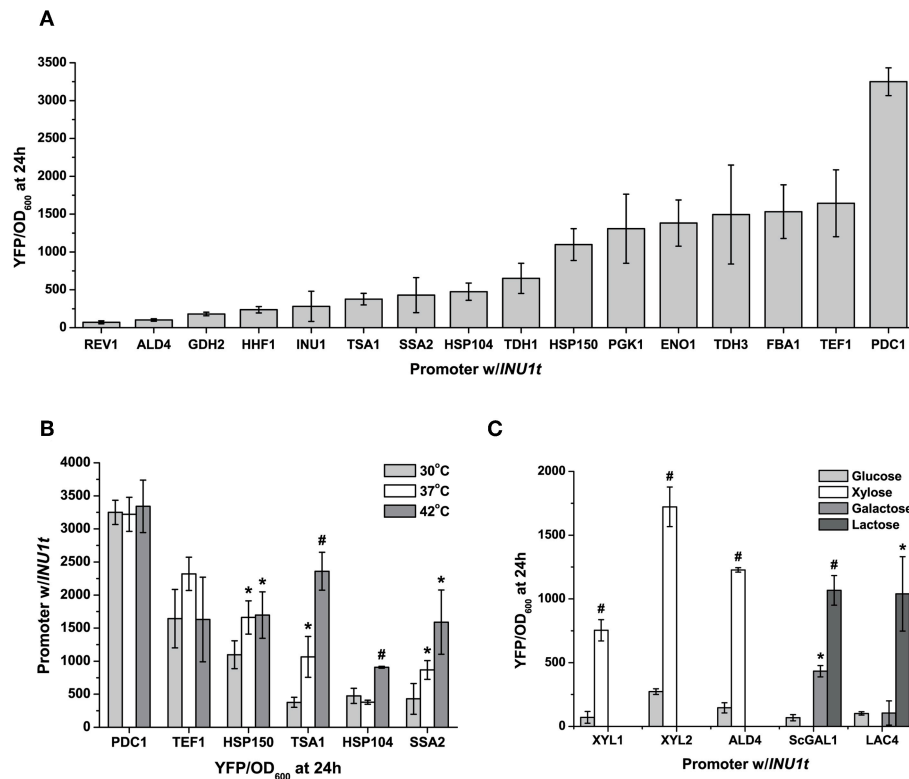 A
YFP/OD600 at 24h
3500
3000
2500
2000
1500
1000
500
0
REV1 ALD4 GDH2 HHF1 INU1 TSA1 SSA2 HSP104 TDH1 HSP150 PGK1 ENO1 TDH3 FBA1 TEF1 PDC1
Promoter w/INU1t
B
Promoter w/INU1t
4000
3500
3000
2500
2000
1500
1000
500
0
30°C
37°C
42°C
* * * # # * *
PDC1 TEF1 HSP150 TSA1 HSP104 SSA2
YFP/OD600 at 24h
C
YFP/OD600 at 24h
2000
1500
1000
500
0
Glucose
Xylose
Galactose
Lactose
# # # * # *
XYL1 XYL2 ALD4 ScGAL1 LAC4
Promoter w/INU1t